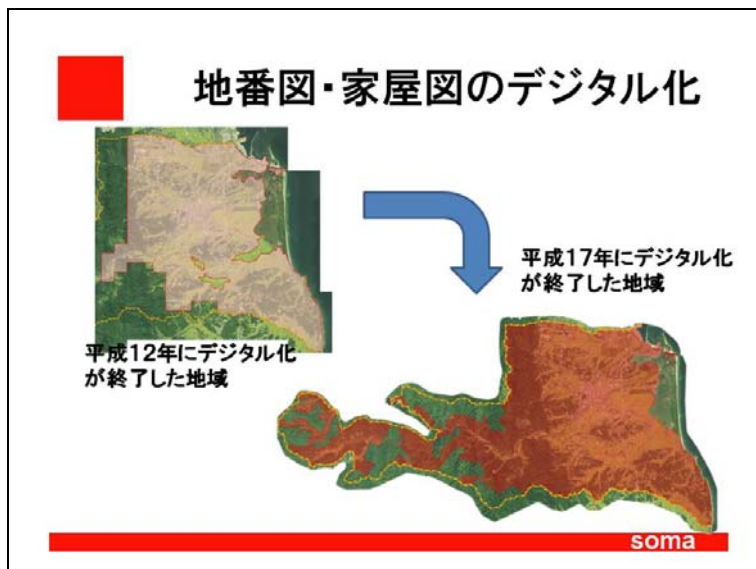 地番図・家屋図のデジタル化
平成17年にデジタル化
が終了した地域
平成12年にデジタル化
が終了した地域
soma